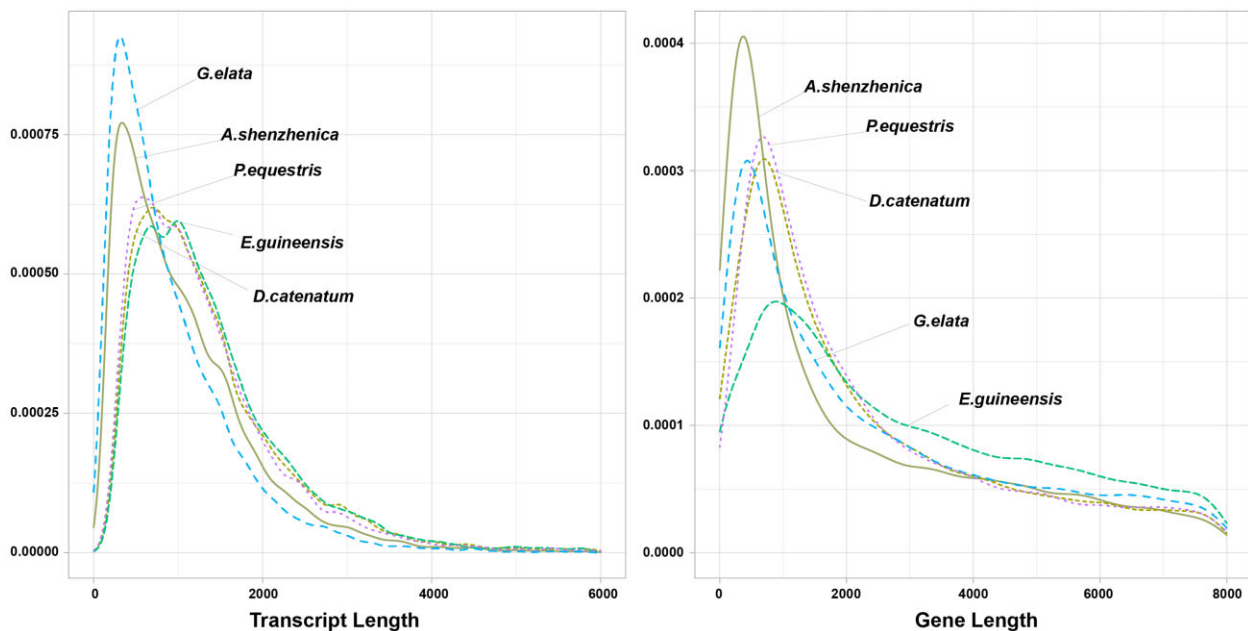 G.elata
A.shenzhenica
P.equestris
E.guineensis
D.catenatum
0.00075
0.00050
0.00025
0.00000
0 2000 4000 6000
Transcript Length
A.shenzhenica
P.equestris
D.catenatum
G.elata
E.guineensis
0.0004
0.0003
0.0002
0.0001
0.0000
0 2000 4000 6000 8000
Gene Length